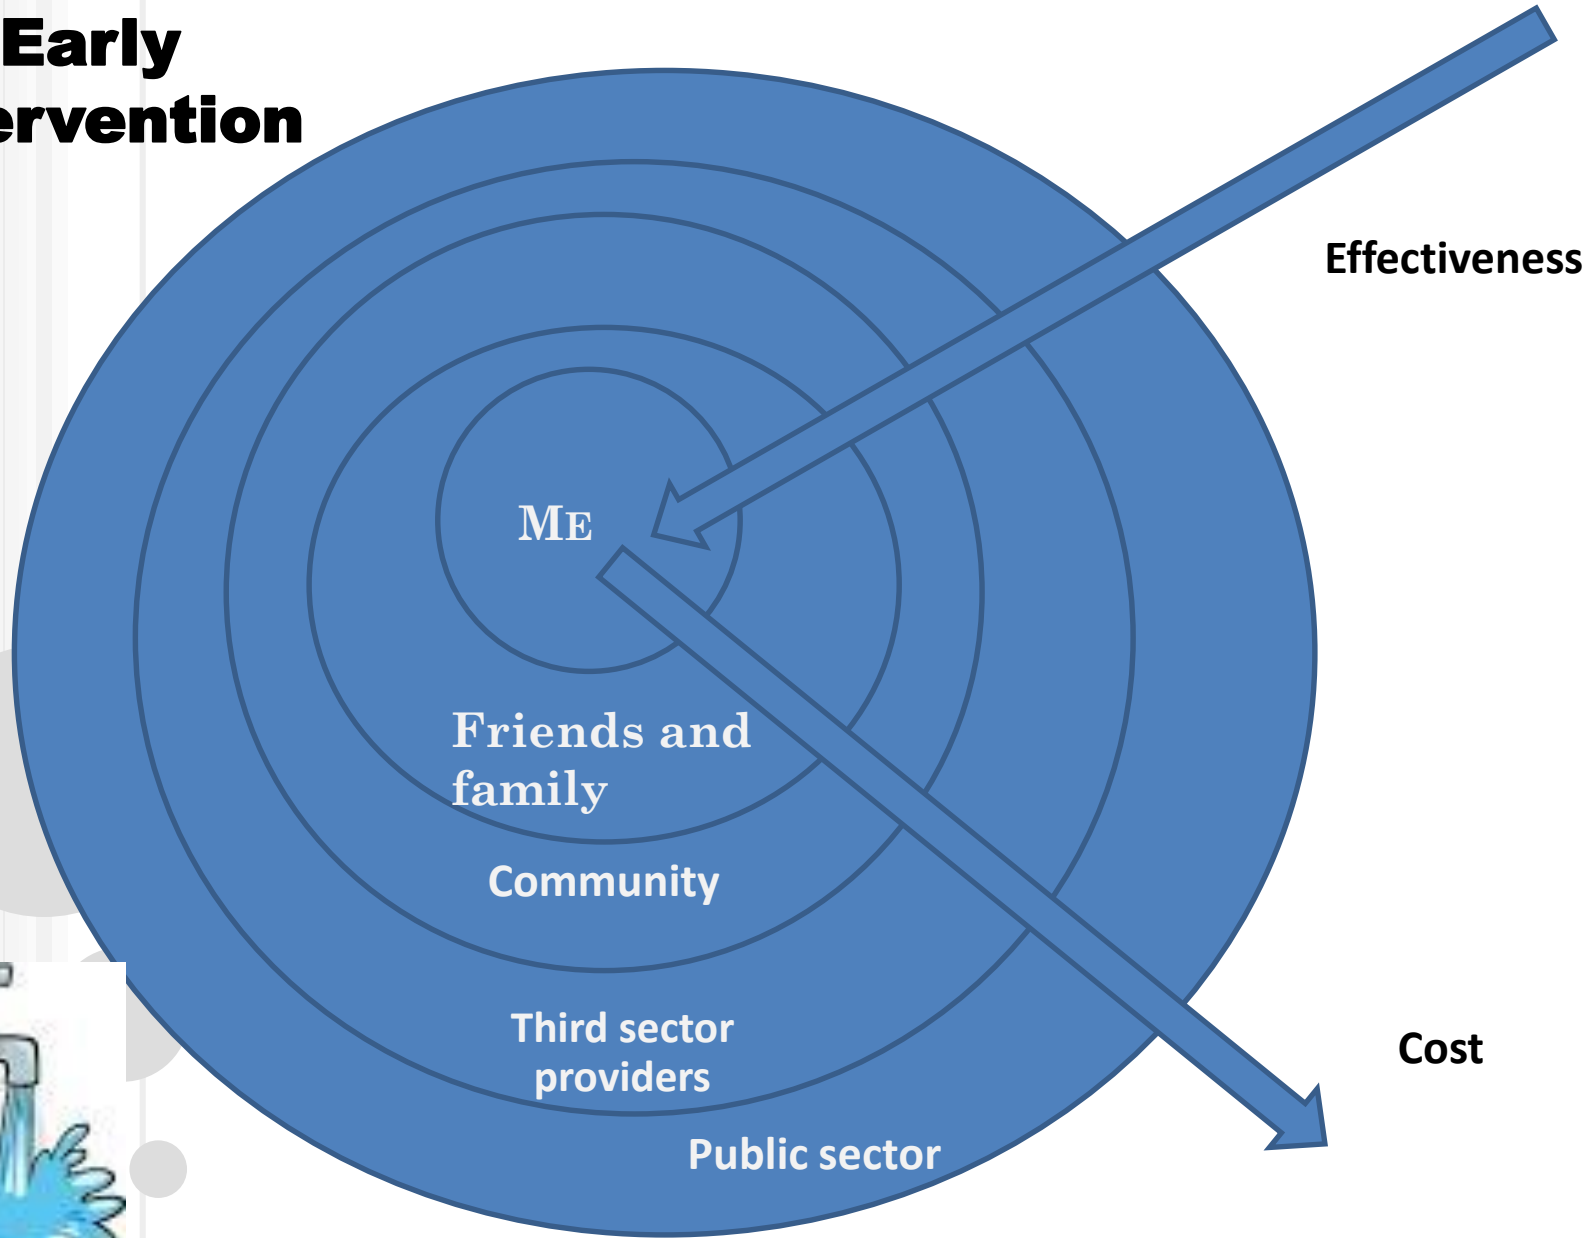 Early
ervention
Effectiveness
ME
Friends and
family
Community
Third sector
providers
Cost
Public sector